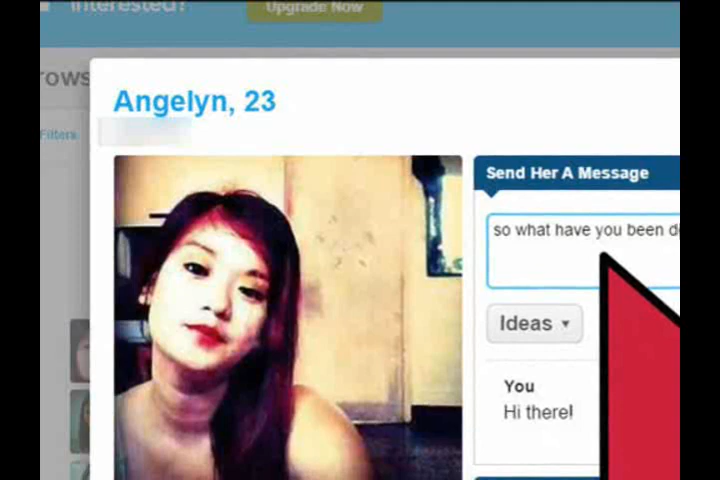 Interested?
Upgrade Now
Filters
Angelyn, 23
Send Her A Message
so what have you been
Ideas
You
Hi there!